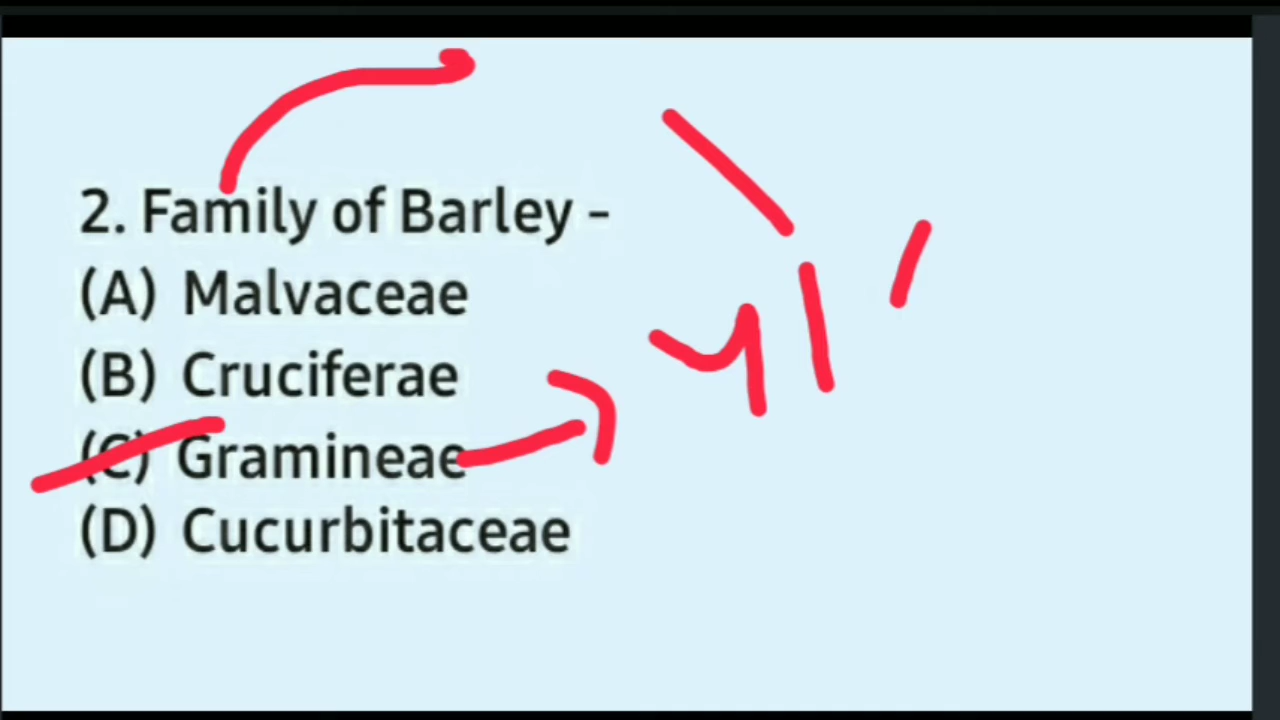 2. Family of Barley -
(A) Malvaceae
(B) Cruciferae
(C) Gramineae
(D) Cucurbitaceae